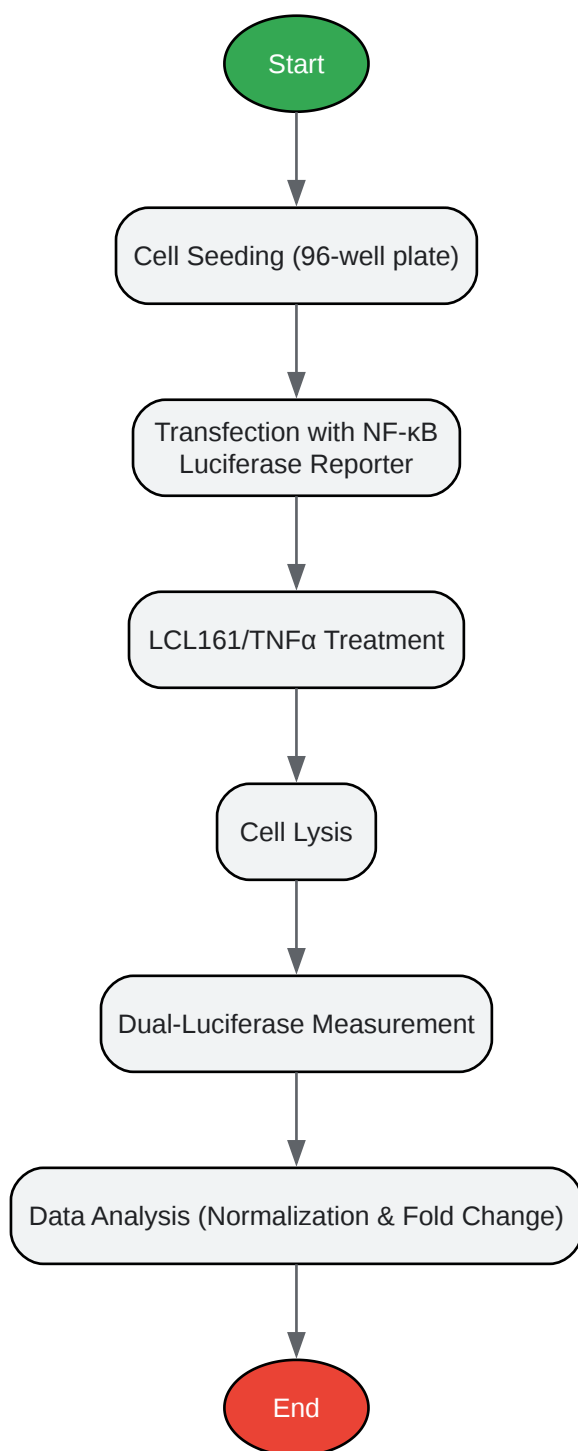 Start
Cell Seeding (96-well plate)
Transfection with NF-κB
Luciferase Reporter
LCL161/TNFα Treatment
Cell Lysis
Dual-Luciferase Measurement
Data Analysis (Normalization & Fold Change)
End